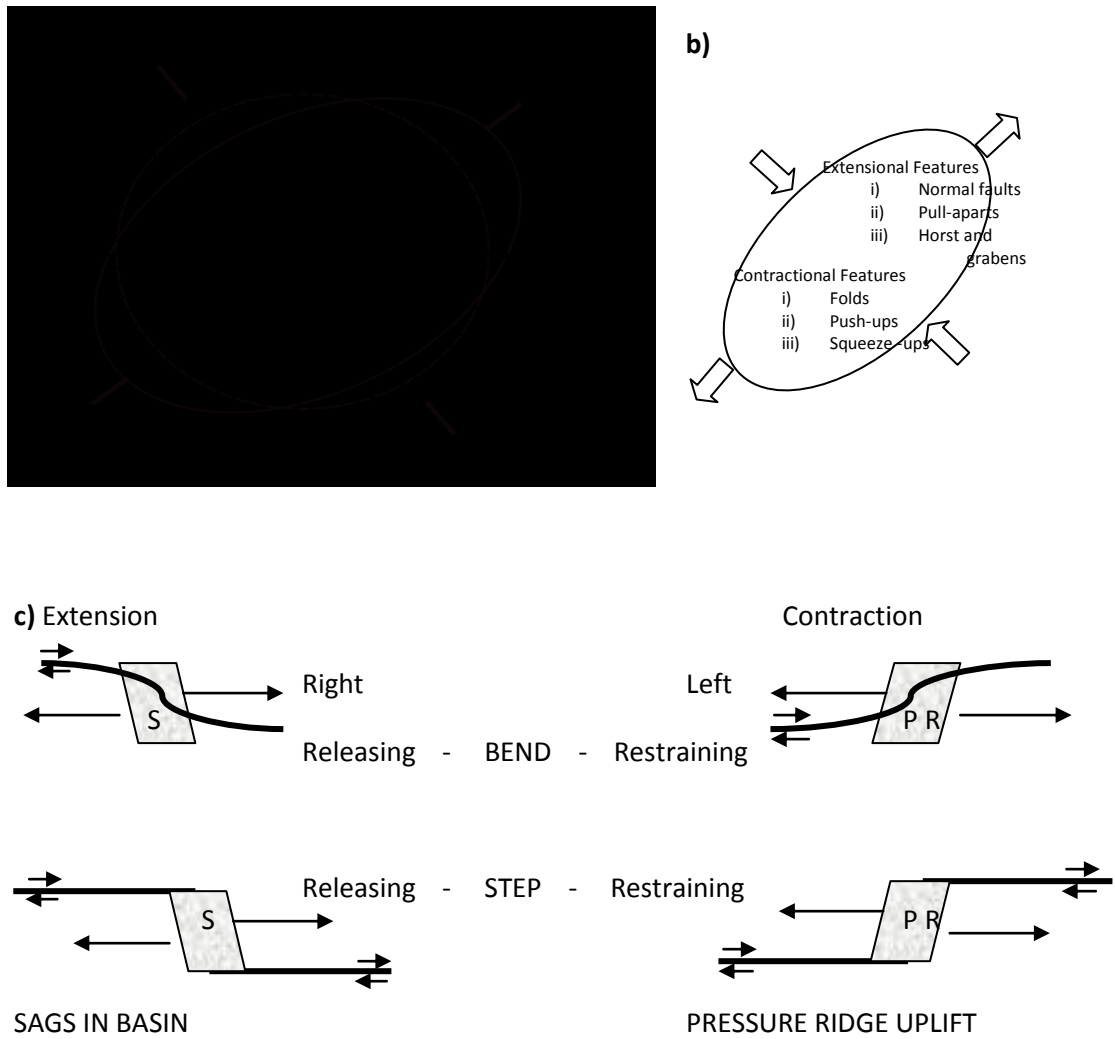 b)
Extensional Features
i) Normal faults
ii) Pull-aparts
iii) Horst and
grabens
Contractional Features
i) Folds
ii) Push-ups
iii) Squeeze -ups
c) Extension Contraction
Right Left
S P R
Releasing - BEND - Restraining
Releasing - STEP - Restraining
S P R
SAGS IN BASIN PRESSURE RIDGE UPLIFT